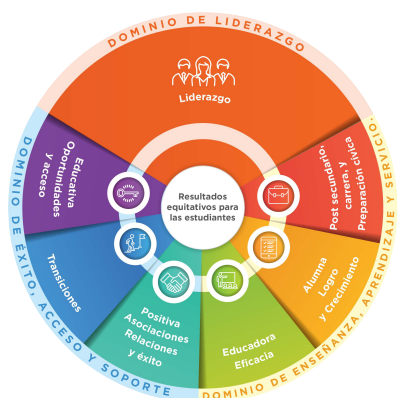 DOMINIO DE LIDERAZGO
Liderazgo
Educativa
Oportunidades
y acceso
Resultados
equitativos para
las estudiantes
Post secundario,
carrera, y
Preparación cívica
Transiciones
Alumna
Logro
y Crecimiento
Positiva
Asociaciones
Relaciones
y éxito
Educadora
Eficacia
DOMINIO DE ÉXITO, ACCESO Y SOPORTE
DOMINIO DE ENSEÑANZA, APRENDIZAJE Y SERVICIO.